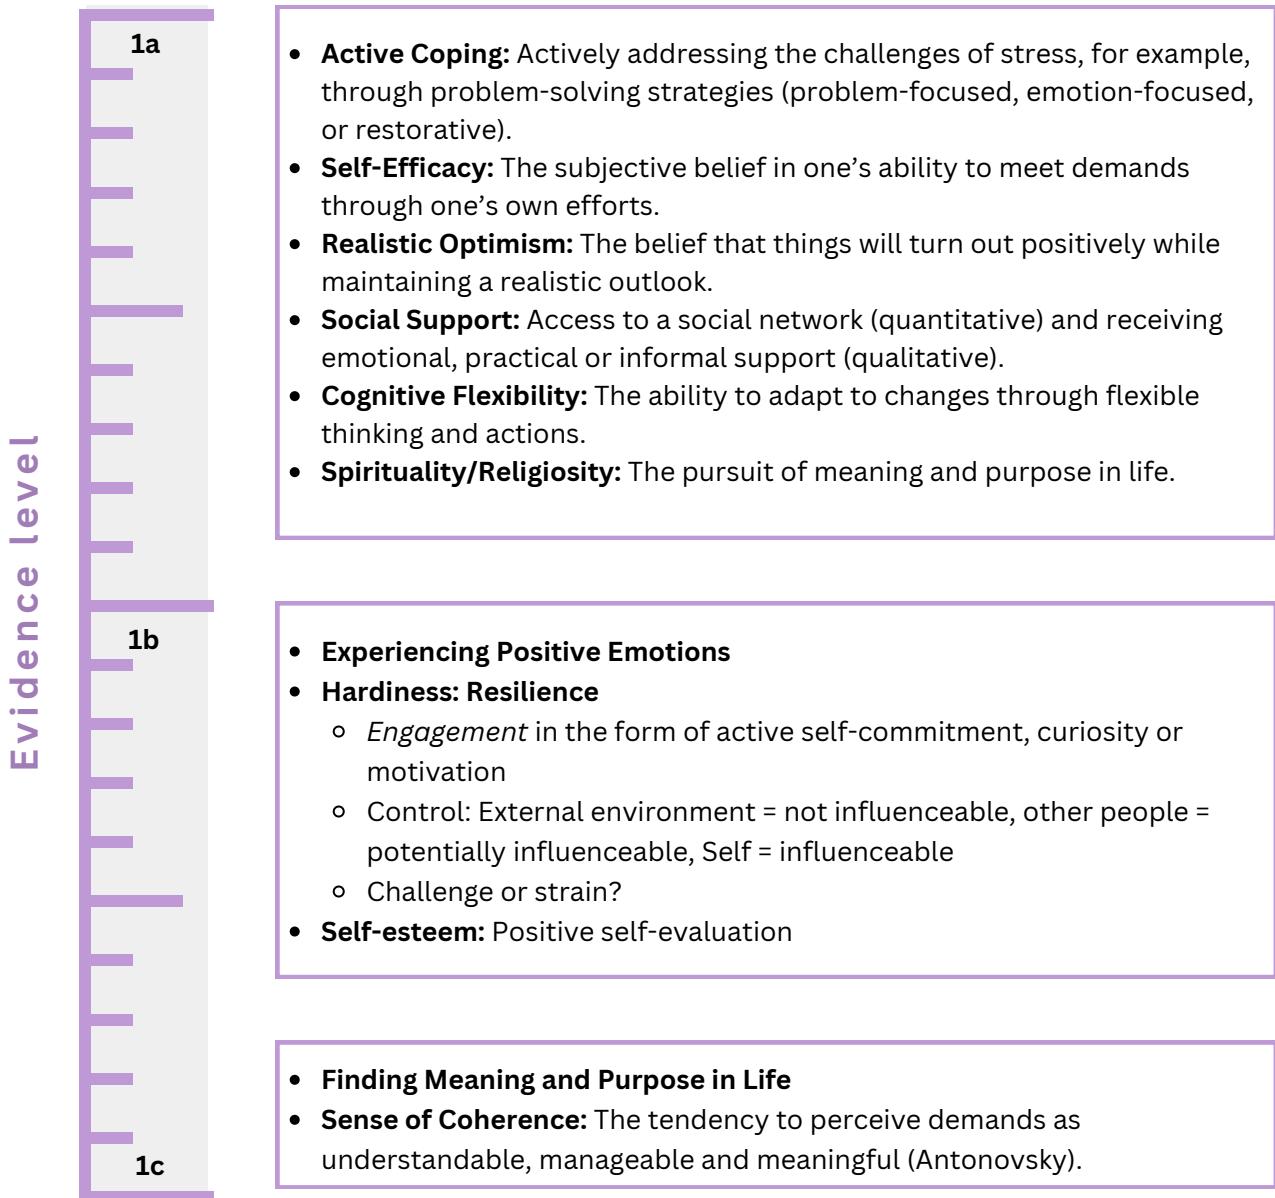 Evidence level
1a
• Active Coping: Actively addressing the challenges of stress, for example,
through problem-solving strategies (problem-focused, emotion-focused,
or restorative).
• Self-Efficacy: The subjective belief in one’s ability to meet demands
through one’s own efforts.
• Realistic Optimism: The belief that things will turn out positively while
maintaining a realistic outlook.
• Social Support: Access to a social network (quantitative) and receiving
emotional, practical or informal support (qualitative).
• Cognitive Flexibility: The ability to adapt to changes through flexible
thinking and actions.
• Spirituality/Religiosity: The pursuit of meaning and purpose in life.
1b
• Experiencing Positive Emotions
• Hardiness: Resilience
◦ Engagement in the form of active self-commitment, curiosity or
motivation
◦ Control: External environment = not influenceable, other people =
potentially influenceable, Self = influenceable
◦ Challenge or strain?
• Self-esteem: Positive self-evaluation
1c
• Finding Meaning and Purpose in Life
• Sense of Coherence: The tendency to perceive demands as
understandable, manageable and meaningful (Antonovsky).